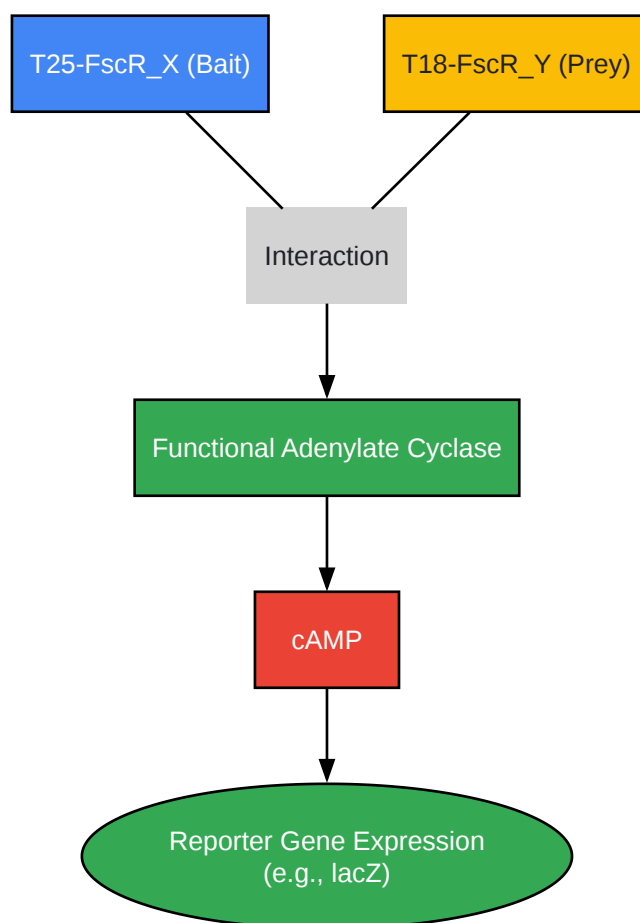 T25-FscR_X (Bait)
T18-FscR_Y (Prey)
Interaction
Functional Adenylate Cyclase
cAMP
Reporter Gene Expression
(e.g., lacZ)